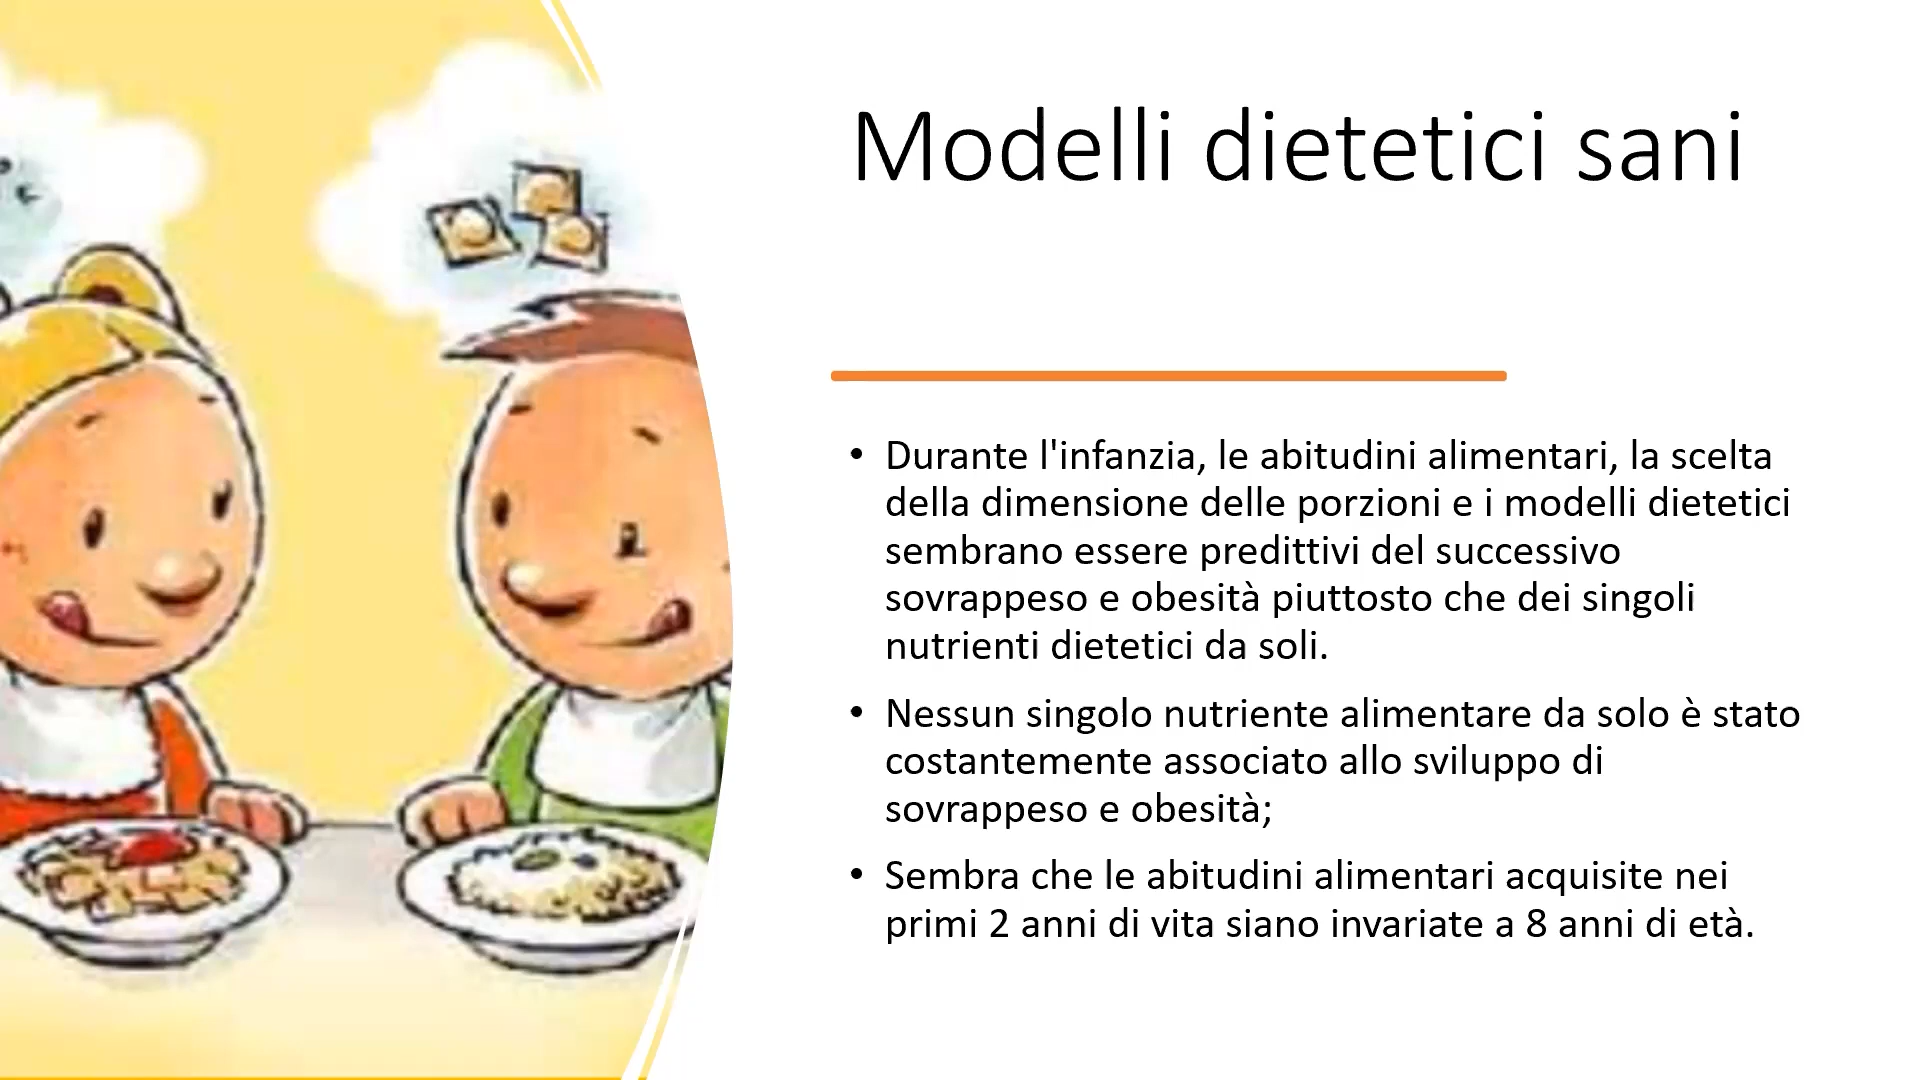 Modelli dietetici sani
• Durante l'infanzia, le abitudini alimentari, la scelta
della dimensione delle porzioni e i modelli dietetici
sembrano essere predittivi del successivo
sovrappeso e obesità piuttosto che dei singoli
nutrienti dietetici da soli.
• Nessun singolo nutriente alimentare da solo è stato
costantemente associato allo sviluppo di
sovrappeso e obesità;
• Sembra che le abitudini alimentari acquisite nei
primi 2 anni di vita siano invariate a 8 anni di età.